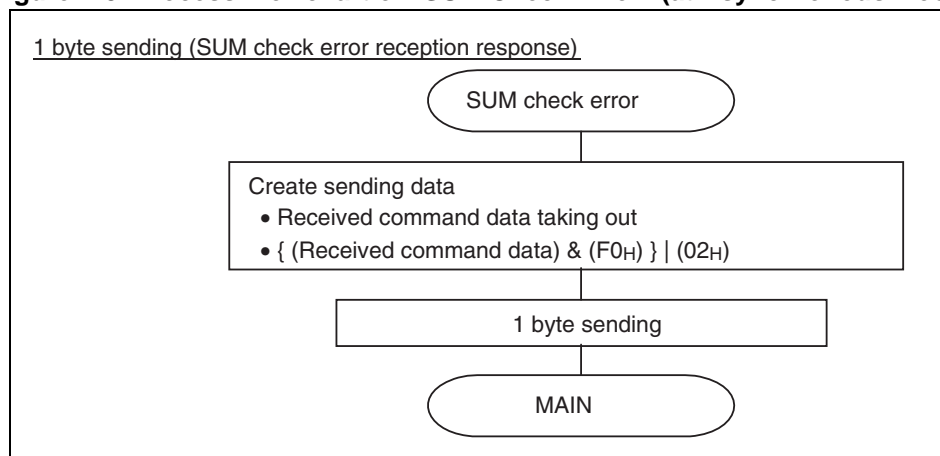 1 byte sending (SUM check error reception response)
SUM check error
Create sending data
• Received command data taking out
• { (Received command data) & (F0H) } | (02H)
1 byte sending
MAIN